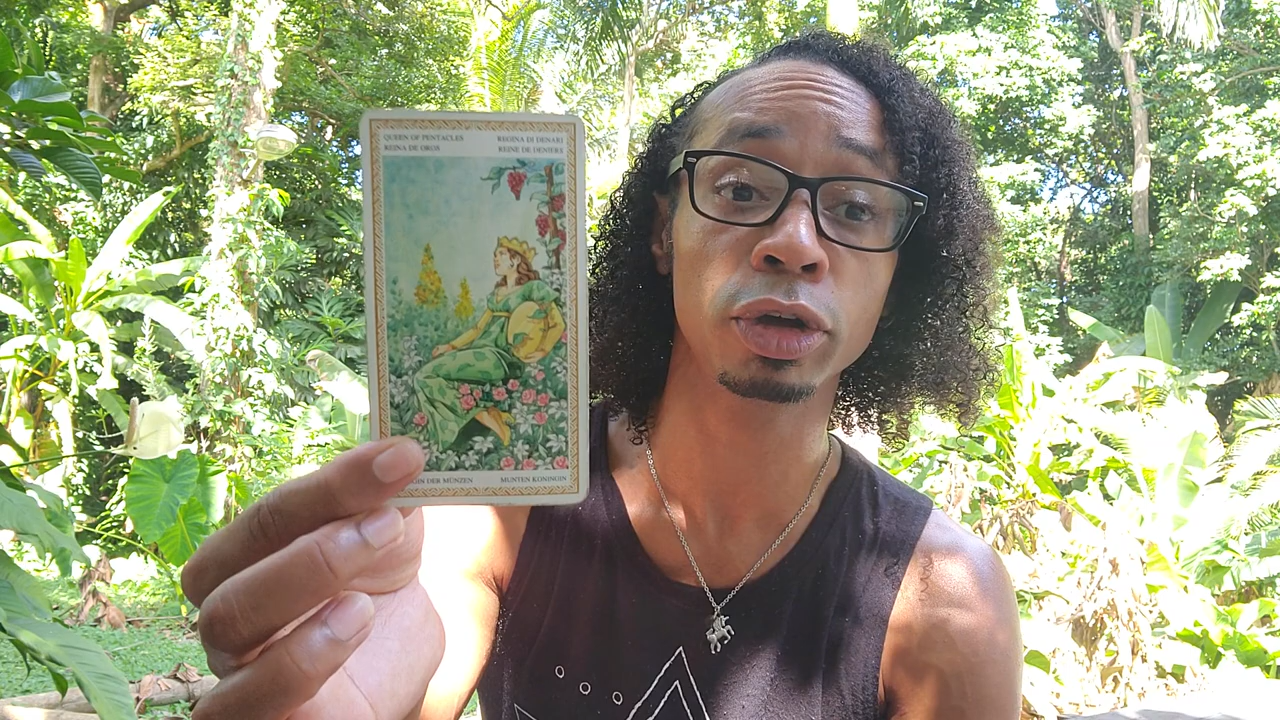 QUEEN OF PENTACLES REGINA DI DENARI
REINA DE OROS REINE DE DENIERS
DER MÜNZEN MUNTEN KONINGIN